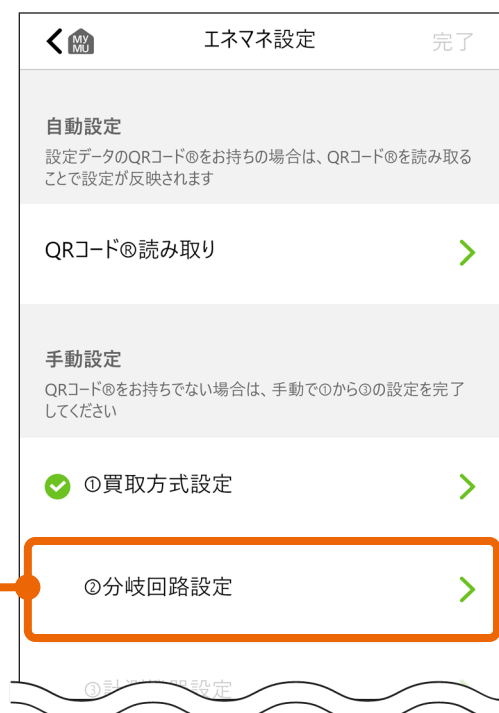 MY
MU
エネマネ設定
完了
自動設定
設定データのQRコード®をお持ちの場合は、QRコード®を読み取る
ことで設定が反映されます
QRコード®読み取り
手動設定
QRコード®をお持ちでない場合は、手動で①から③の設定を完了
してください
①買取方式設定
②分岐回路設定